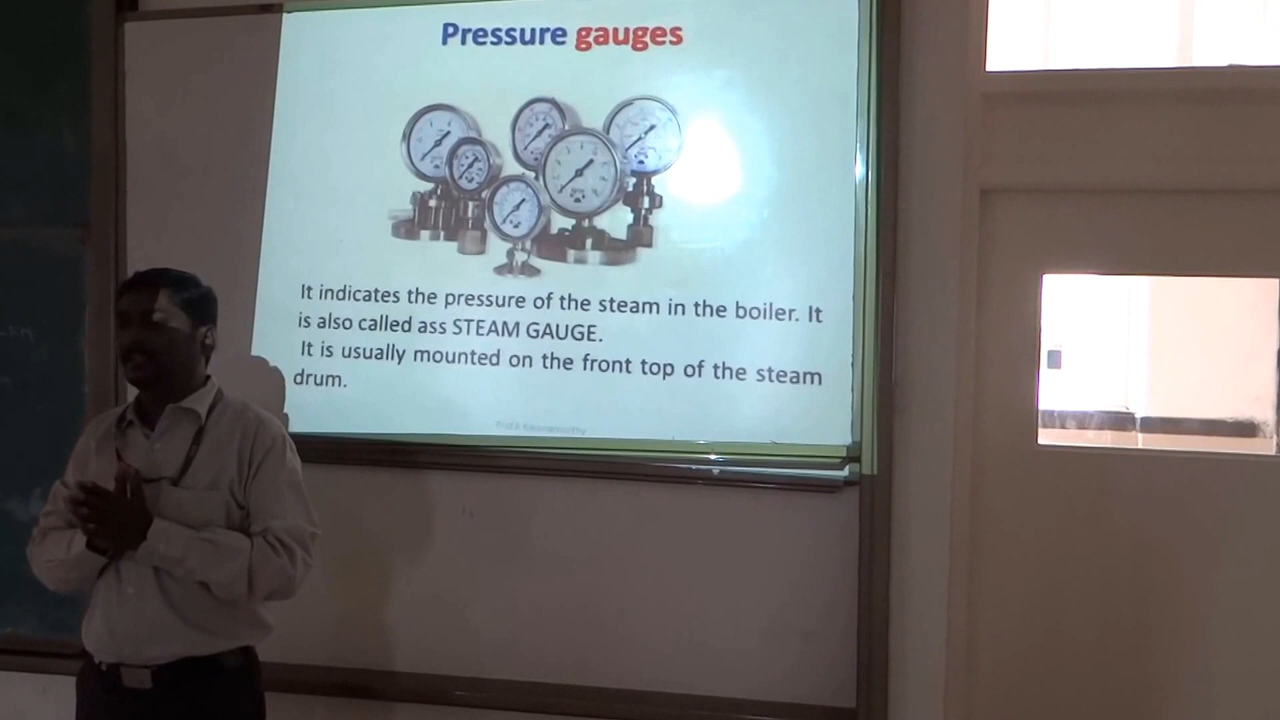 Pressure gauges
It indicates the pressure of the steam in the boiler. It
is also called ass STEAM GAUGE.
It is usually mounted on the front top of the steam
drum.